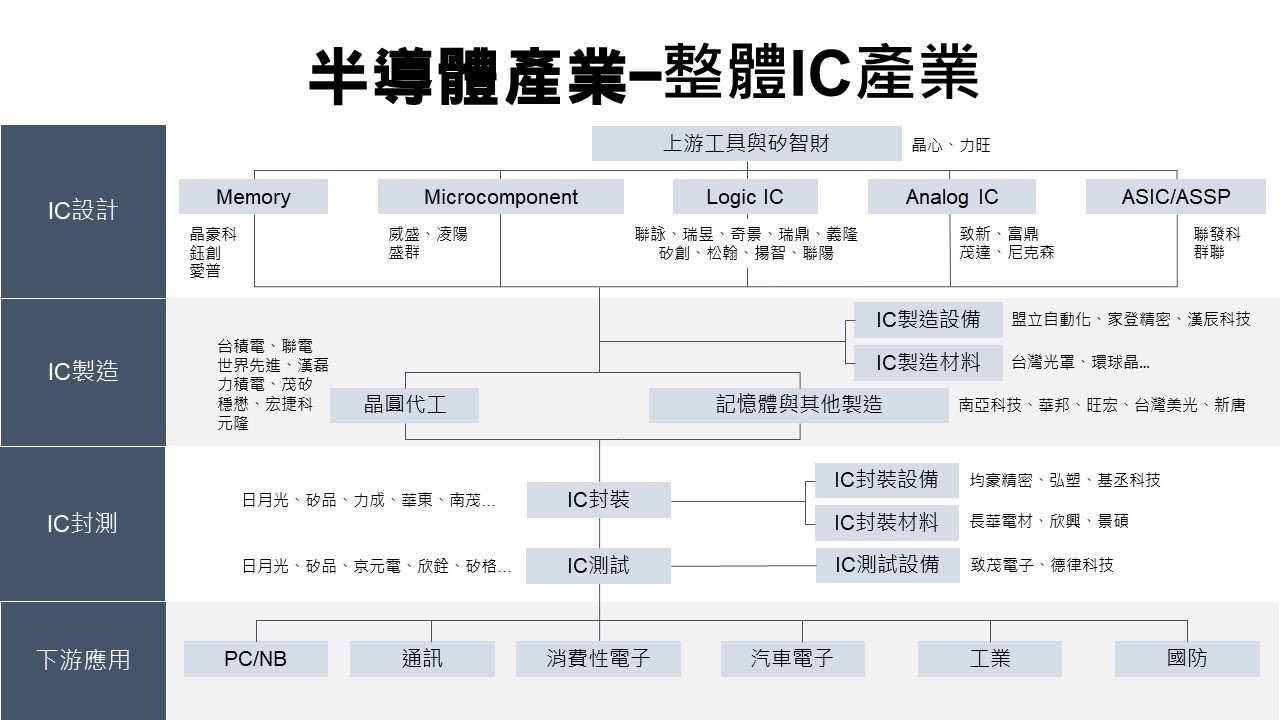 半導體產業–整體IC產業
IC設計
上游工具與矽智財
晶心、力旺
Memory
Microcomponent
Logic IC
Analog IC
ASIC/ASSP
晶豪科
鈺創
愛普
威盛、凌陽
盛群
聯詠、瑞昱、奇景、瑞鼎、義隆
矽創、松翰、揚智、聯陽
致新、富鼎
茂達、尼克森
聯發科
群聯
IC製造
IC製造設備
盟立自動化、家登精密、漢辰科技
IC製造材料
台灣光罩、環球晶...
台積電、聯電
世界先進、漢磊
力積電、茂矽
穩懋、宏捷科
元隆
晶圓代工
記憶體與其他製造
南亞科技、華邦、旺宏、台灣美光、新唐
IC封測
日月光、矽品、力成、華東、南茂...
IC封裝
IC封裝設備
均豪精密、弘塑、基丞科技
IC封裝材料
長華電材、欣興、景碩
日月光、矽品、京元電、欣銓、矽格...
IC測試
IC測試設備
致茂電子、德律科技
下游應用
PC/NB
通訊
消費性電子
汽車電子
工業
國防